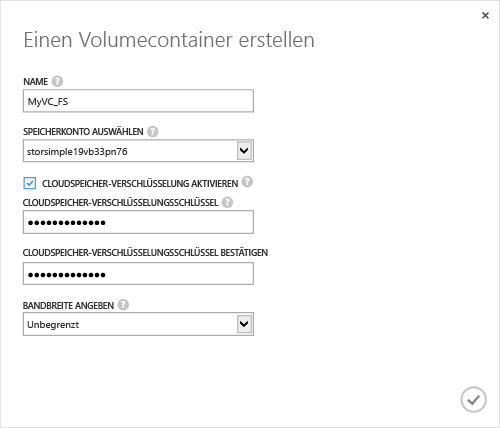 Einen Volumecontainer erstellen
NAME ?
MyVC_FS
SPEICHERKONTO AUSWÄHLEN ?
storsimple19vb33pn76
CLOUDSPEICHER-VERSCHLÜSSELUNG AKTIVIEREN ?
CLOUDSPEICHER-VERSCHLÜSSELUNGSSCHLÜSSEL ?
●●●●●●●●●●●●●
CLOUDSPEICHER-VERSCHLÜSSELUNGSSCHLÜSSEL BESTÄTIGEN
●●●●●●●●●●●●●
BANDBREITE ANGEBEN ?
Unbegrenzt